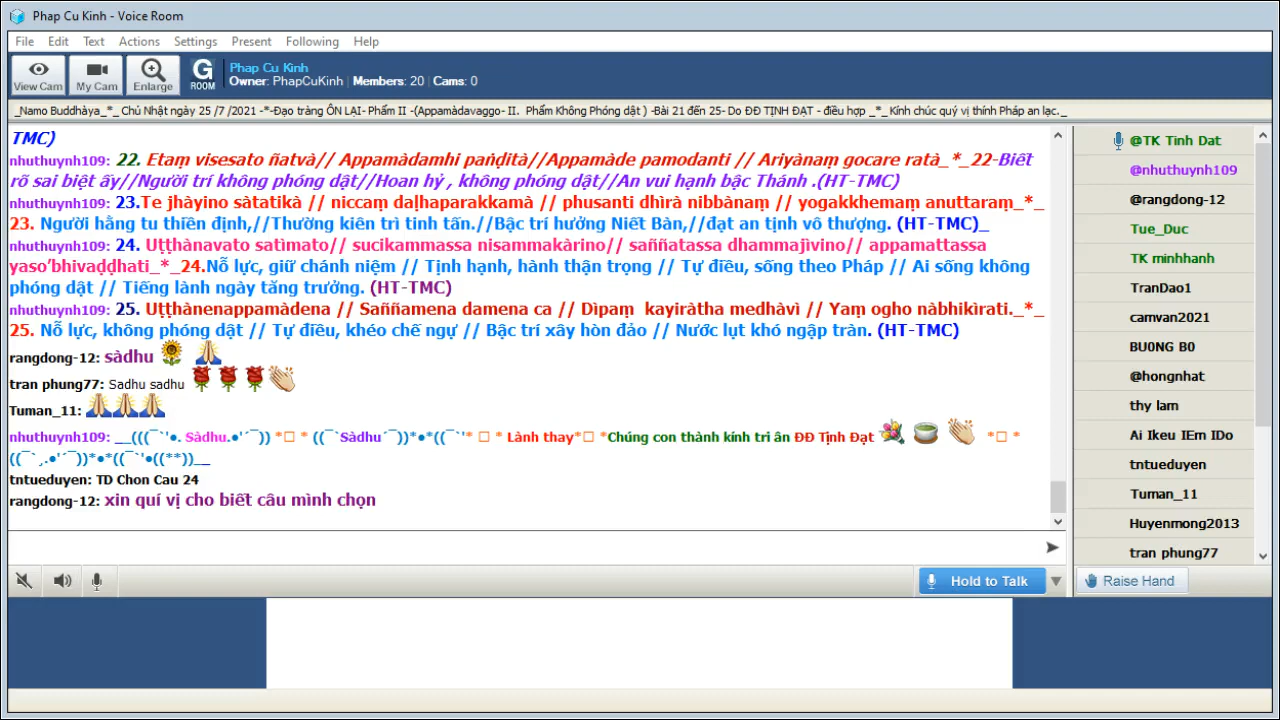 Phap Cu Kinh - Voice Room
File Edit Text Actions Settings Present Following Help
View Cam My Cam Enlarge G ROOM
Phap Cu Kinh
Owner: PhapCuKinh | Members: 20 | Cams: 0
_Namo Buddhàya_*_ Chủ Nhật ngày 25 /7 /2021 -*-Đạo tràng ÔN LẠI- Phẩm II -(Appamàdavaggo- II. Phẩm Không Phóng dật ) -Bài 21 đến 25- Do ĐĐ TỊNH ĐẠT - điều hợp _*_ Kính chúc quý vị thính Pháp an lạc._
TMC)
nhuthuynh109: 22. Etaṃ visesato ñatvà// Appamàdamhi paṇḍità//Appamàde pamodanti // Ariyànaṃ gocare ratà_*_22-Biết
rõ sai biệt ấy//Người trí không phóng dật//Hoan hỷ , không phóng dật//An vui hạnh bậc Thánh .(HT-TMC)
nhuthuynh109: 23.Te jhàyino sàtatikà // niccaṃ daḷhaparakkamà // phusanti dhìrà nibbànaṃ // yogakkhemaṃ anuttaraṃ_*_
23. Người hằng tu thiền định,//Thường kiên trì tinh tấn.//Bậc trí hưởng Niết Bàn,//đạt an tịnh vô thượng. (HT-TMC)_
nhuthuynh109: 24. Uṭṭhànavato satìmato// sucikammassa nisammakàrino// saññatassa dhammajìvino// appamattassa
yaso’bhivaḍḍhati_*_24.Nỗ lực, giữ chánh niệm // Tịnh hạnh, hành thận trọng // Tự điều, sống theo Pháp // Ai sống không
phóng dật // Tiếng lành ngày tăng trưởng. (HT-TMC)
nhuthuynh109: 25. Uṭṭhànenappamàdena // Saññamena damena ca // Dìpaṃ kayiràtha medhàvì // Yaṃ ogho nàbhikìrati._*_
25. Nỗ lực, không phóng dật // Tự điều, khéo chế ngự // Bậc trí xây hòn đảo // Nước lụt khó ngập tràn. (HT-TMC)
rangdong-12: sàdhu
tran phung77: Sadhu sadhu
Tuman_11:
nhuthuynh109: __(((¯`'●. Sàdhu.●'´¯)) *□ * ((¯`Sàdhu´¯))*●*((¯`'* □ * Lành thay*□ *Chúng con thành kính tri ân ĐĐ Tịnh Đạt *□ *
((¯`¸.●'´¯))*●*((¯`'●((**))__
tntueduyen: TD Chon Cau 24
rangdong-12: xin quí vị cho biết câu mình chọn
@TK Tinh Dat
@nhuthuynh109
@rangdong-12
Tue_Duc
TK minhhanh
TranDao1
camvan2021
BU0NG B0
@hongnhat
thy lam
Ai Ikeu IEm IDo
tntueduyen
Tuman_11
Huyenmong2013
tran phung77
Hold to Talk
Raise Hand